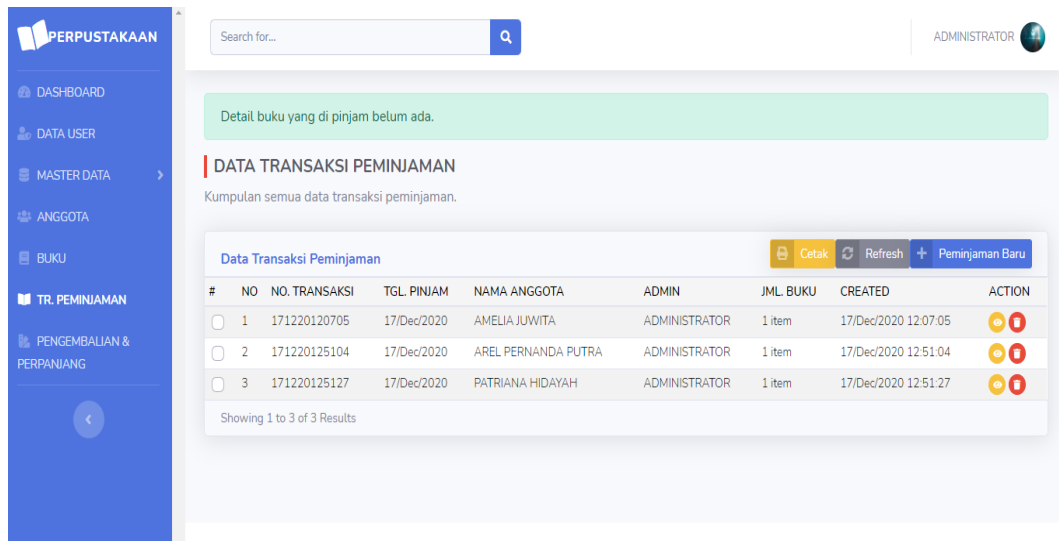 PERPUSTAKAAN
Search for...
ADMINISTRATOR
DASHBOARD
DATA USER
MASTER DATA
ANGGOTA
BUKU
TR. PEMINJAMAN
PENGEMBALIAN &
PERPANJANG
Detail buku yang di pinjam belum ada.
DATA TRANSAKSI PEMINJAMAN
Kumpulan semua data transaksi peminjaman.
Data Transaksi Peminjaman Cetak Refresh + Peminjaman Baru
# NO NO. TRANSAKSI TGL. PINJAM NAMA ANGGOTA ADMIN JML. BUKU CREATED ACTION
1 171220120705 17/Dec/2020 AMELIA JUWITA ADMINISTRATOR 1 item 17/Dec/2020 12:07:05
2 171220125104 17/Dec/2020 AREL PERNANDA PUTRA ADMINISTRATOR 1 item 17/Dec/2020 12:51:04
3 171220125127 17/Dec/2020 PATRIANA HIDAYAH ADMINISTRATOR 1 item 17/Dec/2020 12:51:27
Showing 1 to 3 of 3 Results